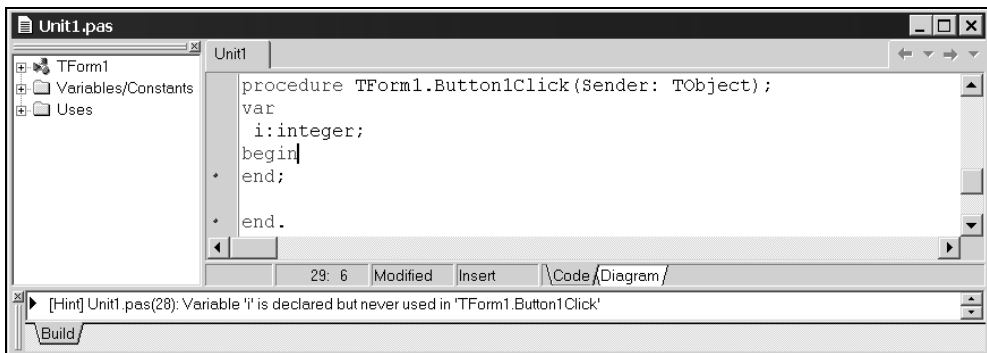 Unit1.pas
TForm1
Variables/Constants
Uses
Unit1
procedure TForm1.Button1Click(Sender: TObject);
var
i:integer;
begin
end;
end.
29: 6 Modified Insert Code Diagram
[Hint] Unit1.pas(28): Variable 'i' is declared but never used in 'TForm1.Button1Click'
Build